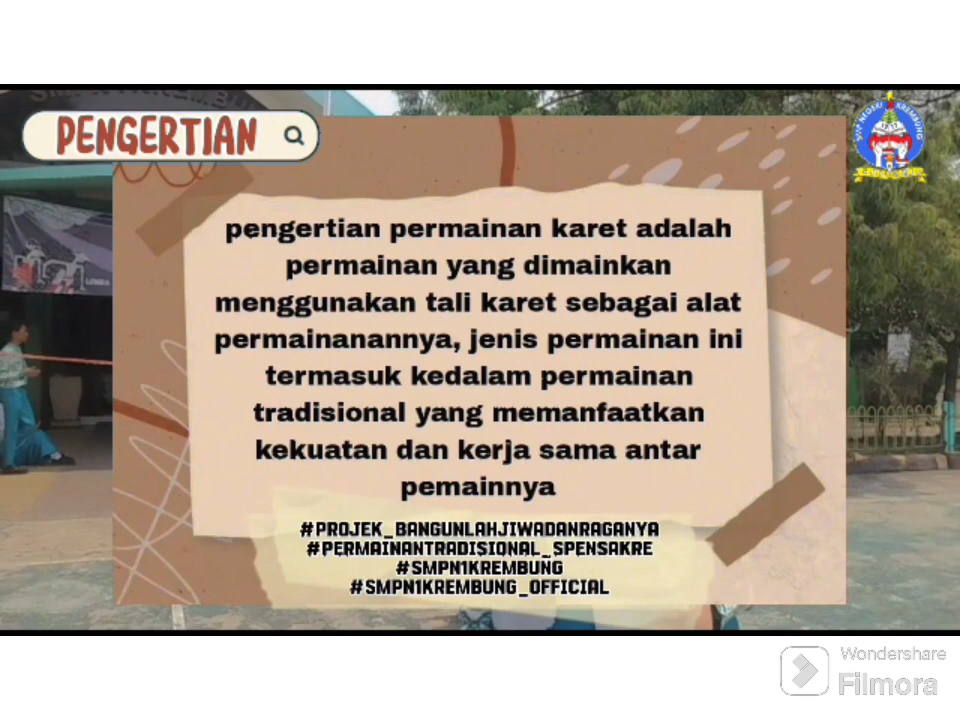 PENGERTIAN
pengertian permainan karet adalah
permainan yang dimainkan
menggunakan tali karet sebagai alat
permainanannya, jenis permainan ini
termasuk kedalam permainan
tradisional yang memanfaatkan
kekuatan dan kerja sama antar
pemainnya
#PROJEK_BANGUNLAHJIWADANRAGANYA
#PERMAINANTRADISIONAL_SPENSAKRE
#SMPN1KREMBUNG
#SMPN1KREMBUNG_OFFICIAL
Wondershare
Filmora